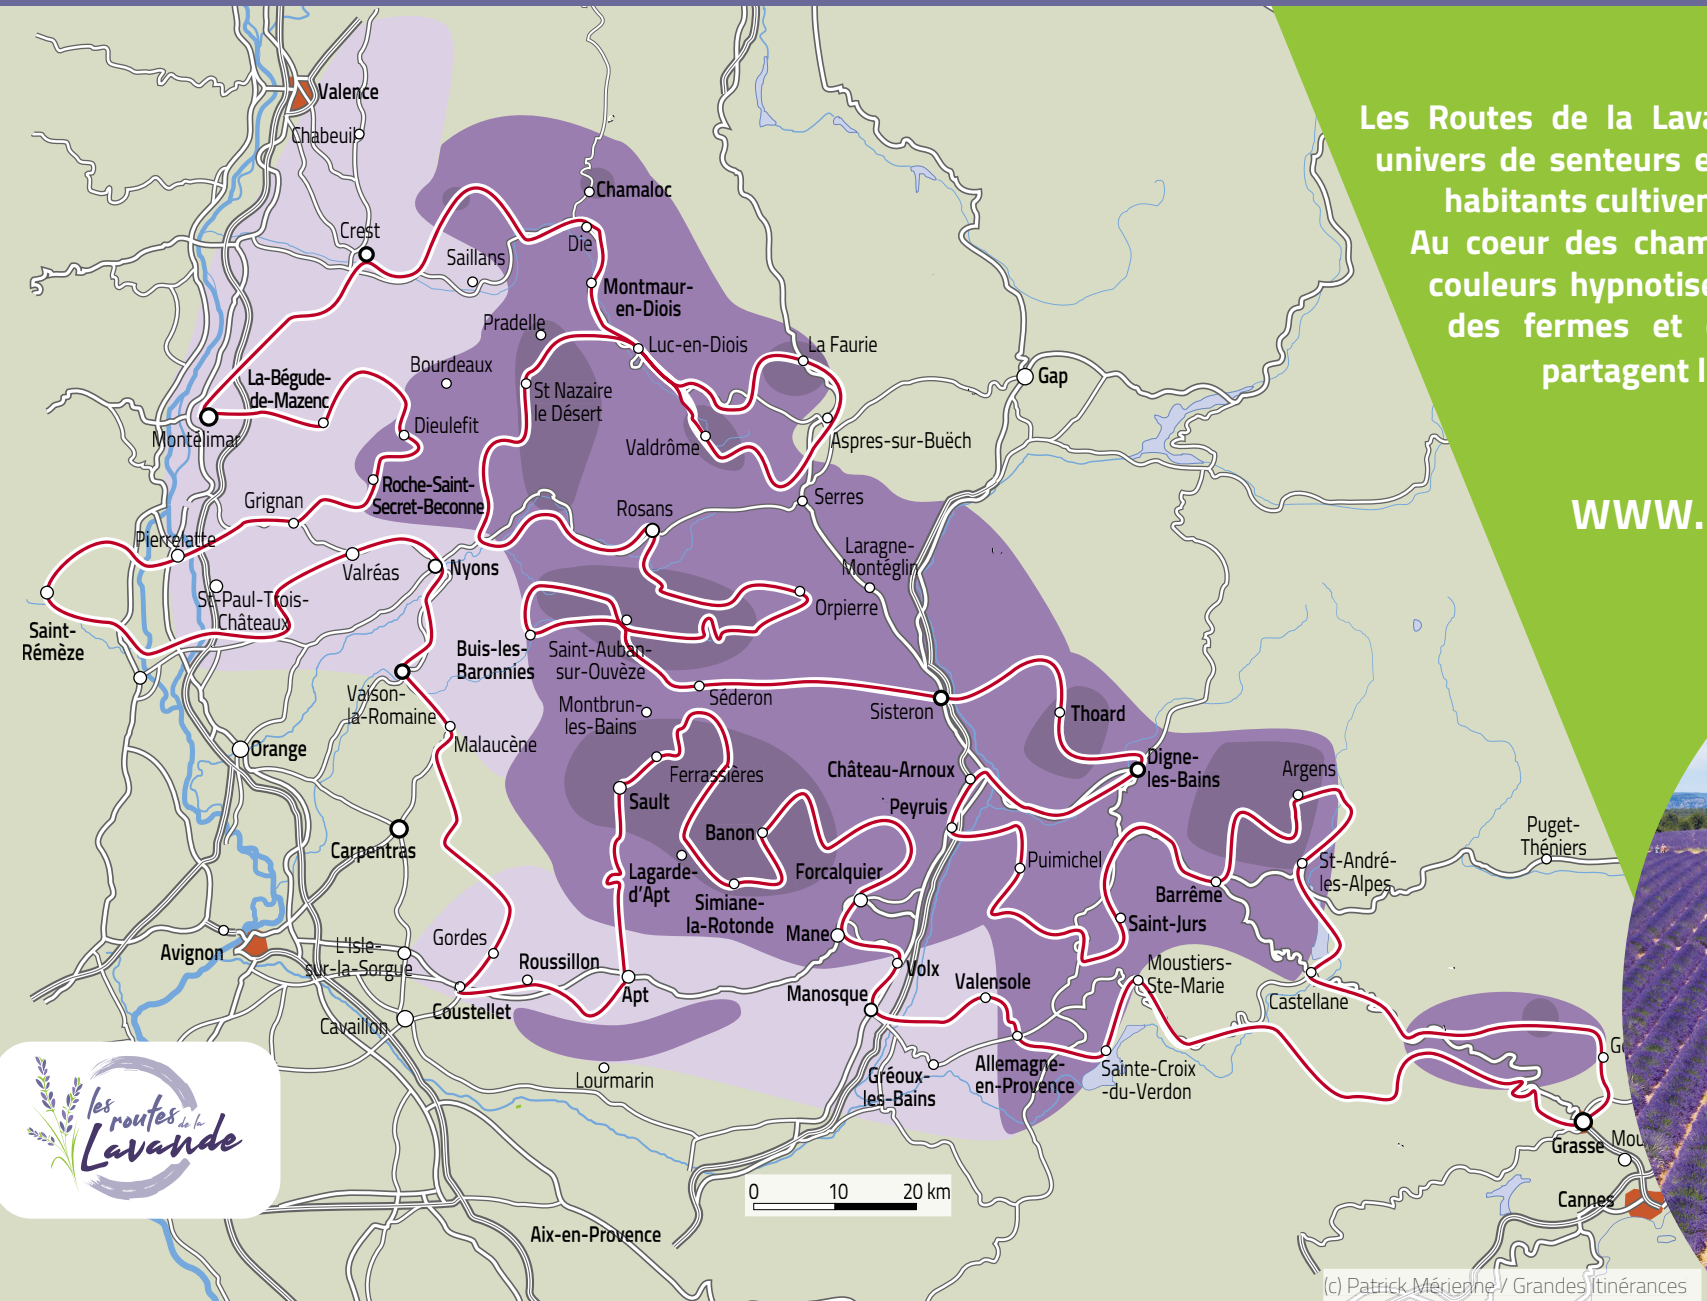 Les Routes de la Lava
univers de senteurs e
habitants cultiver
Au coeur des cham
couleurs hypnotise
des fermes et
partagent l
WWW.
Valence
Chabeuil
Chamaloc
Crest
Die
Saillans
Montmaur-
en-Diois
Pradelle
Luc-en-Diois
La Faurie
Bourdeaux
Gap
La-Bégude-
de-Mazenc
St Nazaire
le Désert
Dieulefit
Montélimar
Valdrôme
Aspres-sur-Buëch
Roche-Saint-
Secret-Beconne
Grignan
Serres
Rosans
Pierrelatte
Laragne-
Montéglin
Valréas
Nyons
St-Paul-Trois-
Châteaux
Orpierre
Saint-
Rémèze
Buis-les-
Baronnies
Saint-Auban-
sur-Ouvèze
Vaison-
la-Romaine
Séderon
Montbrun-
les-Bains
Sisteron
Thoard
Orange
Malaucène
Digne-
les-Bains
Château-Arnoux
Argens
Ferrassières
Sault
Peyruis
Banon
Puget-
Théniers
Carpentras
Puimichel
St-André-
les-Alpes
Forcalquier
Lagarde-
d'Apt
Barrême
Simiane-
la-Rotonde
Saint-Jurs
Mane
Gordes
Avignon
L'Isle-
sur-la-Sorgue
Roussillon
Volx
Moustiers-
Ste-Marie
Valensole
Apt
Manosque
Castellane
Coustellet
Cavaillon
G
Lourmarin
Gréoux-
les-Bains
Allemagne-
en-Provence
Sainte-Croix
-du-Verdon
les
routes
de la
Lavande
Grasse
Mou
0 10 20 km
Cannes
Aix-en-Provence
(c) Patrick Mérienne / Grandes Itinérances